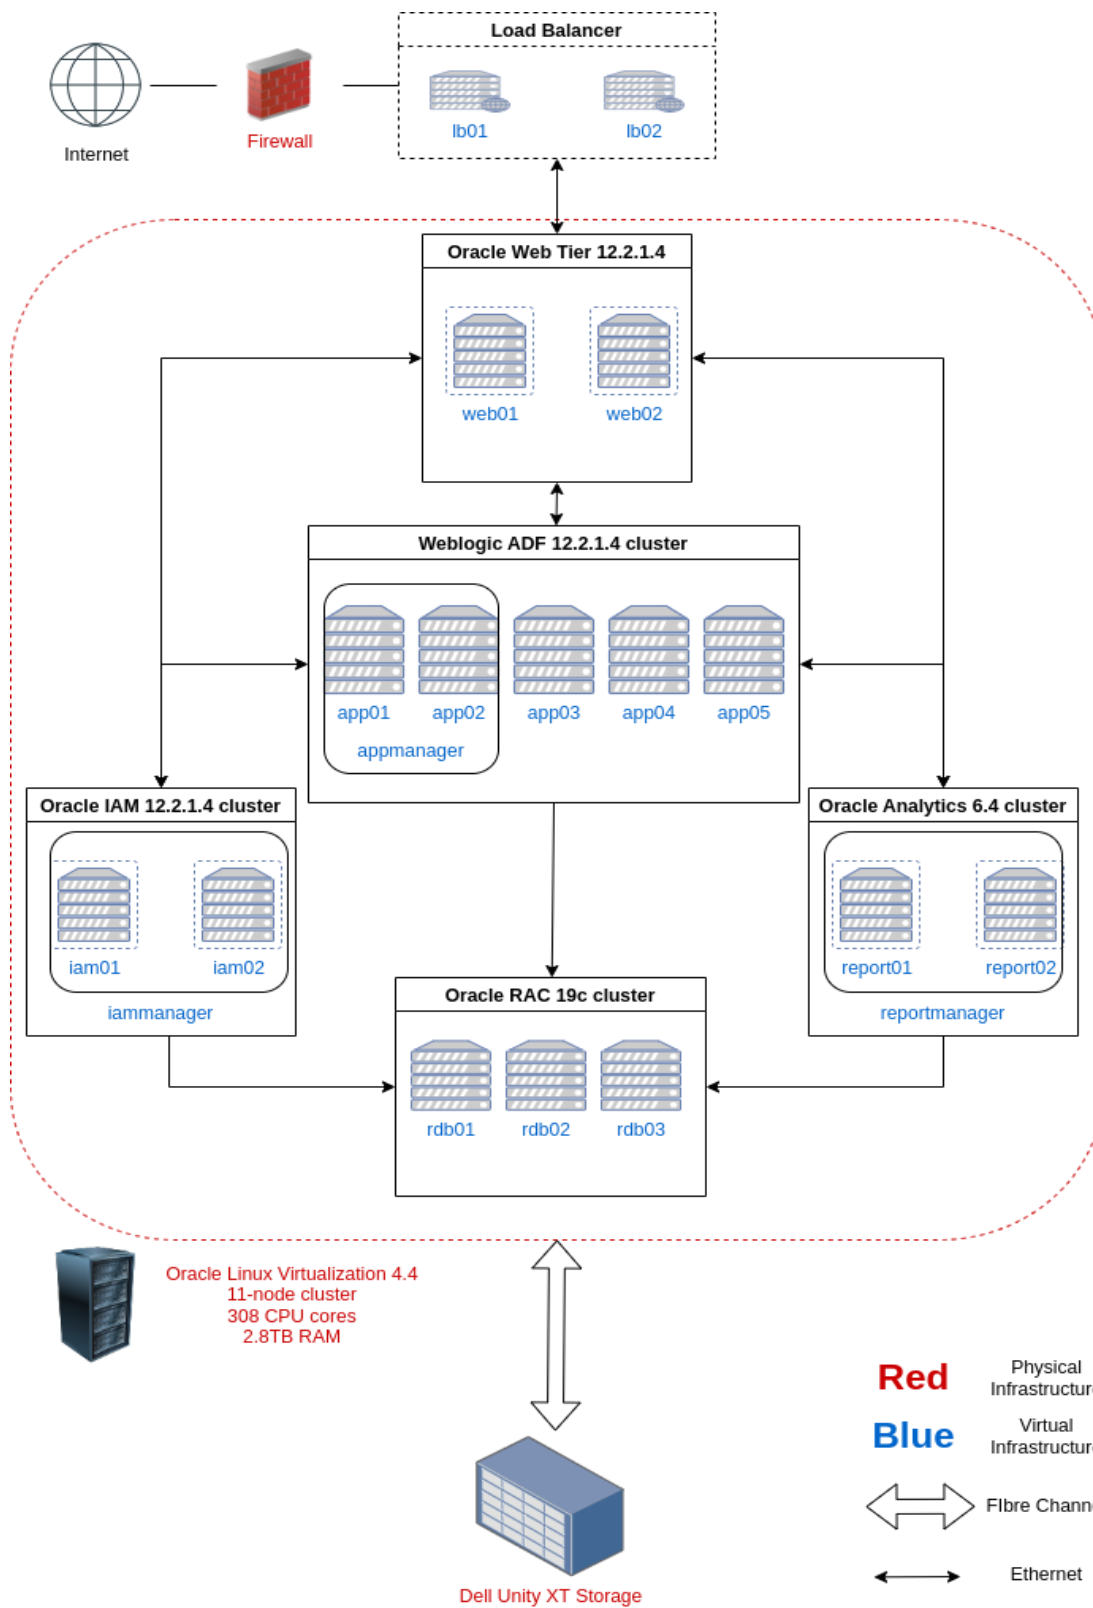 Load Balancer
lb01
lb02
Internet
Firewall
Oracle Web Tier 12.2.1.4
web01
web02
Weblogic ADF 12.2.1.4 cluster
app01
app02
app03
app04
app05
appmanager
Oracle IAM 12.2.1.4 cluster
iam01
iam02
iammanager
Oracle Analytics 6.4 cluster
report01
report02
reportmanager
Oracle RAC 19c cluster
rdb01
rdb02
rdb03
Oracle Linux Virtualization 4.4
11-node cluster
308 CPU cores
2.8TB RAM
Red
Physical
Infrastructure
Blue
Virtual
Infrastructure
FIbre Chann
Ethernet
Dell Unity XT Storage